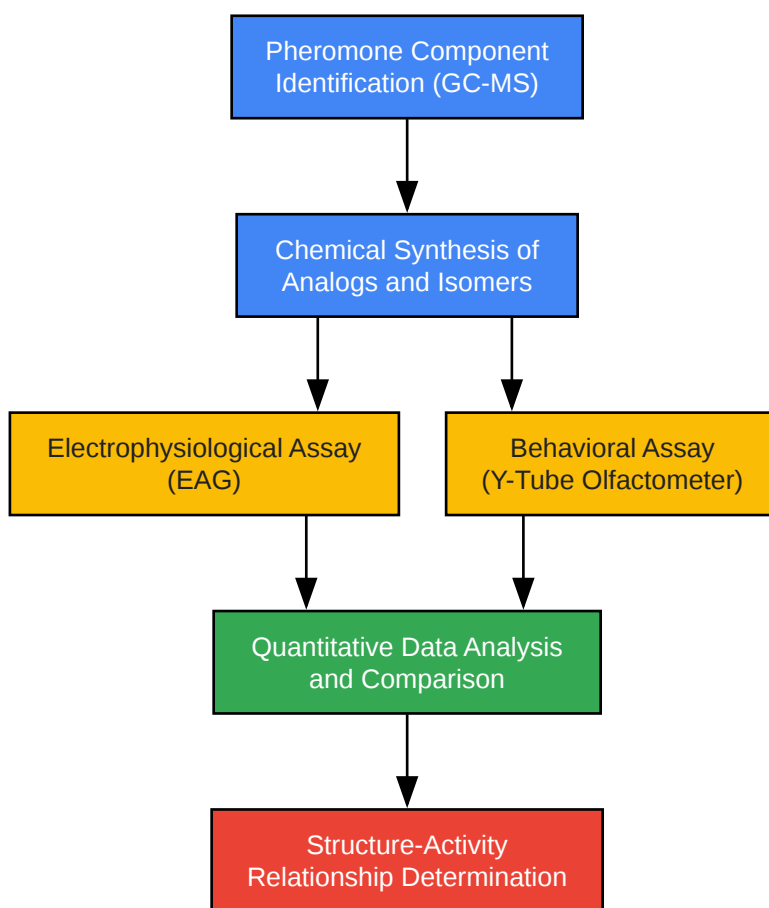 Pheromone Component
Identification (GC-MS)
Chemical Synthesis of
Analogs and Isomers
Electrophysiological Assay
(EAG)
Behavioral Assay
(Y-Tube Olfactometer)
Quantitative Data Analysis
and Comparison
Structure-Activity
Relationship Determination